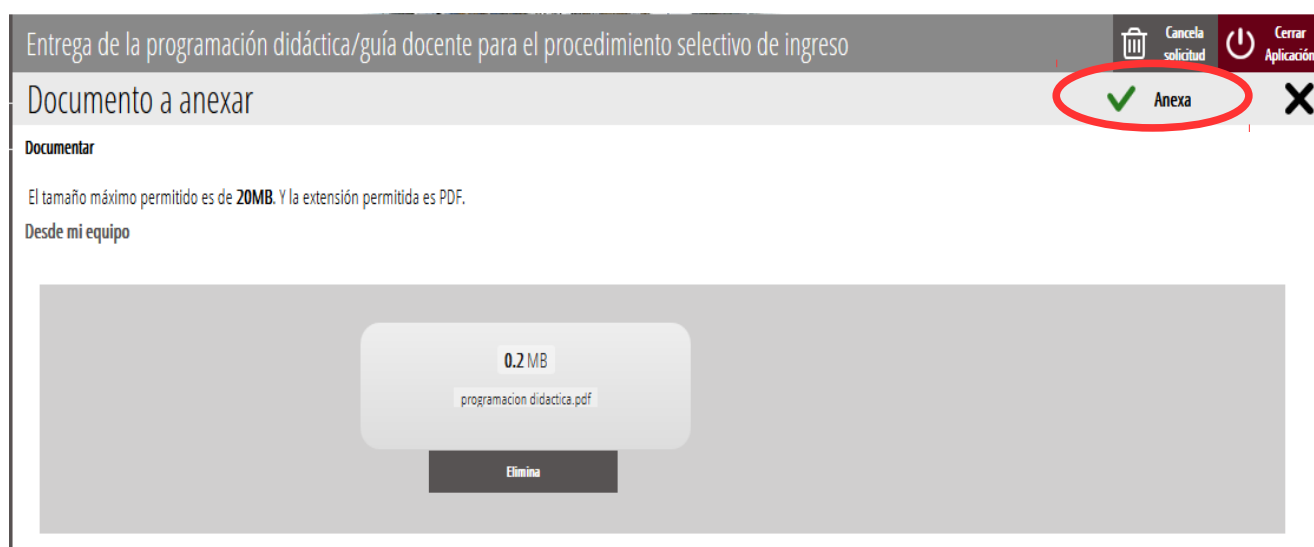 Entrega de la programación didáctica/guía docente para el procedimiento selectivo de ingreso
Cancela
solicitud
Cerrar
Aplicación
Documento a anexar
Anexa
Documentar
El tamaño máximo permitido es de 20MB. Y la extensión permitida es PDF.
Desde mi equipo
0.2 MB
programacion didactica.pdf
Elimina